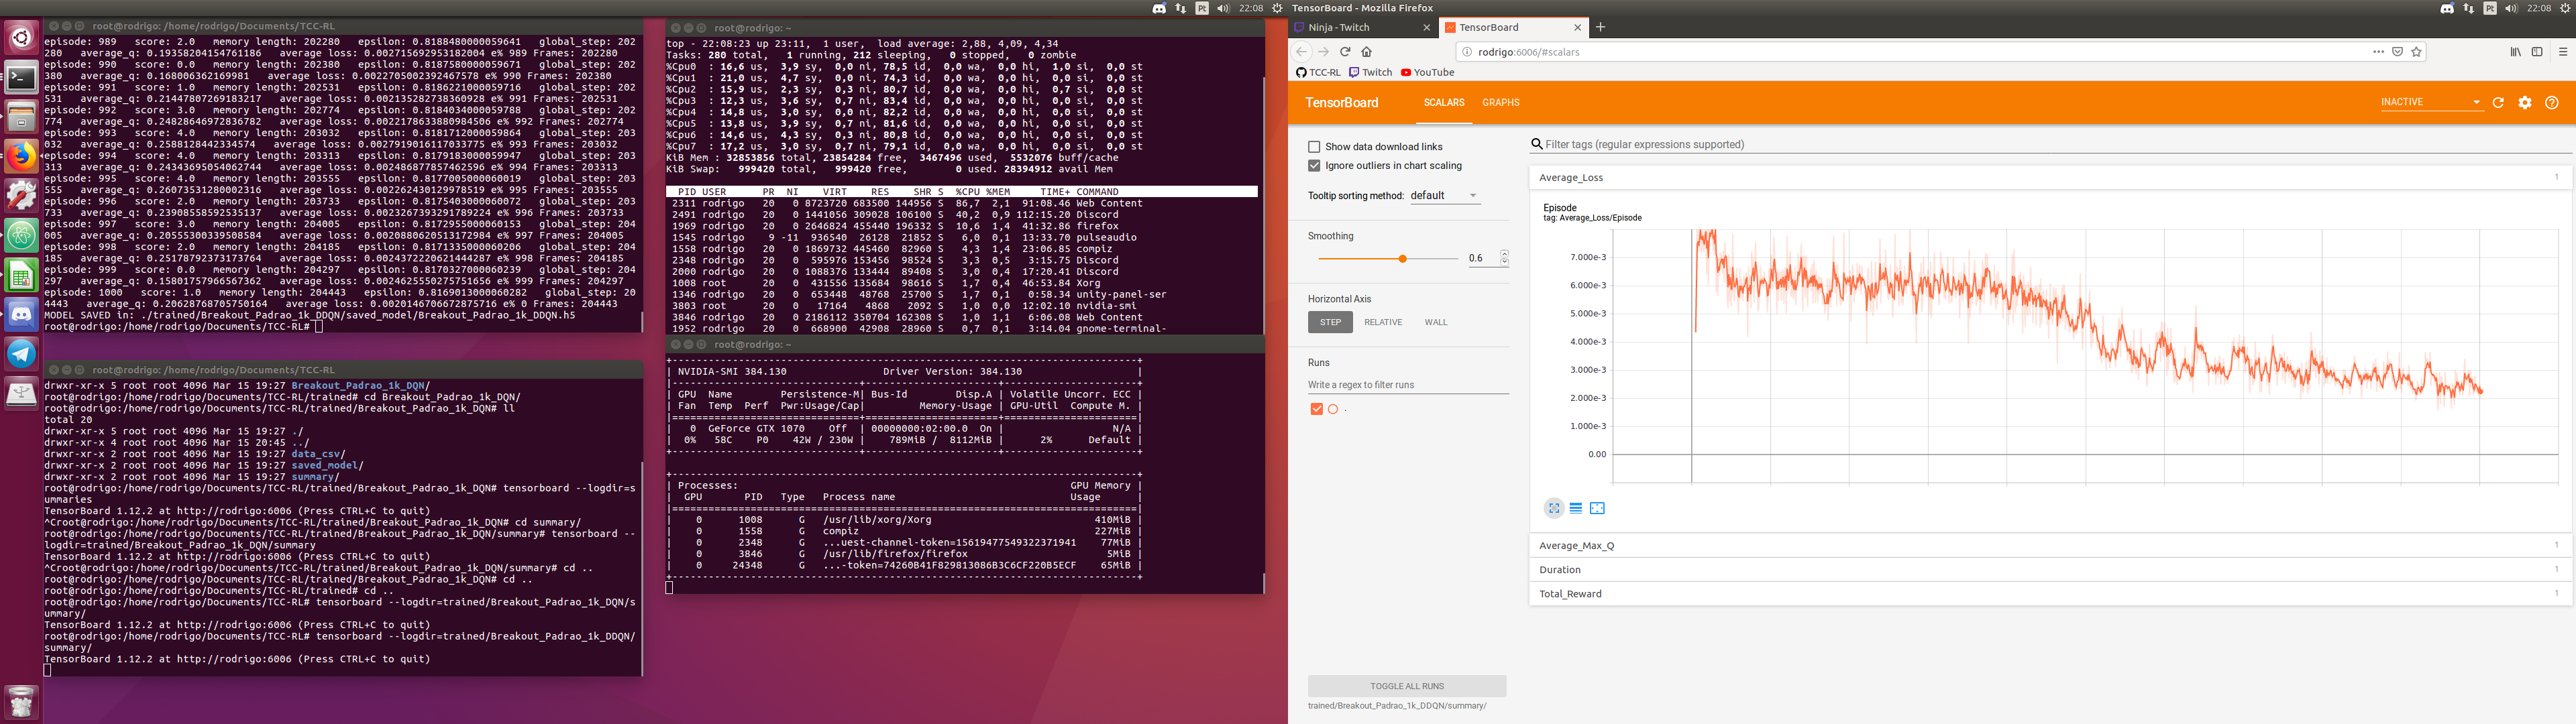 22:08
TensorBoard - Mozilla Firefox
22:08
root@rodrigo: /home/rodrigo/Documents/TCC-RL
episode: 989   score: 2.0   memory length: 202280   epsilon: 0.8188480000059641   global_step: 202
280   average_q: 0.19358204154761186   average loss: 0.002715692953182004 e% 989 Frames: 202280
episode: 990   score: 0.0   memory length: 202380   epsilon: 0.8187580000059671   global_step: 202
380   average_q: 0.168006362169981   average loss: 0.0022705002392467578 e% 990 Frames: 202380
episode: 991   score: 1.0   memory length: 202531   epsilon: 0.8186221000059716   global_step: 202
531   average_q: 0.21447807269183217   average loss: 0.002135282738360928 e% 991 Frames: 202531
episode: 992   score: 3.0   memory length: 202774   epsilon: 0.8184034000059788   global_step: 202
774   average_q: 0.24828646972836782   average loss: 0.0022178633980984506 e% 992 Frames: 202774
episode: 993   score: 4.0   memory length: 203032   epsilon: 0.8181712000059864   global_step: 203
032   average_q: 0.2588128442334574   average loss: 0.0027919016117033775 e% 993 Frames: 203032
episode: 994   score: 4.0   memory length: 203313   epsilon: 0.8179183000059947   global_step: 203
313   average_q: 0.24343695054062744   average loss: 0.0024868877857462595 e% 994 Frames: 203313
episode: 995   score: 4.0   memory length: 203555   epsilon: 0.8177005000060019   global_step: 203
555   average_q: 0.26073531280002316   average loss: 0.002262430129978519 e% 995 Frames: 203555
episode: 996   score: 2.0   memory length: 203733   epsilon: 0.8175403000060072   global_step: 203
733   average_q: 0.23908558592535137   average loss: 0.0023267393291789224 e% 996 Frames: 203733
episode: 997   score: 3.0   memory length: 204005   epsilon: 0.8172955000060153   global_step: 204
005   average_q: 0.20555300339508584   average loss: 0.0020880620513172984 e% 997 Frames: 204005
episode: 998   score: 2.0   memory length: 204185   epsilon: 0.8171335000060206   global_step: 204
185   average_q: 0.25178792373173764   average loss: 0.0024372220621444287 e% 998 Frames: 204185
episode: 999   score: 0.0   memory length: 204297   epsilon: 0.8170327000060239   global_step: 204
297   average_q: 0.15801757966567362   average loss: 0.0024625550275751656 e% 999 Frames: 204297
episode: 1000   score: 1.0   memory length: 204443   epsilon: 0.8169013000060282   global_step: 20
4443   average_q: 0.20628768705750164   average loss: 0.0020146706672875716 e% 0 Frames: 204443
MODEL SAVED in: ./trained/Breakout_Padrao_1k_DDQN/saved_model/Breakout_Padrao_1k_DDQN.h5
root@rodrigo:/home/rodrigo/Documents/TCC-RL#
root@rodrigo: /home/rodrigo/Documents/TCC-RL
drwxr-xr-x 5 root root 4096 Mar 15 19:27 Breakout_Padrao_1k_DQN/
root@rodrigo:/home/rodrigo/Documents/TCC-RL/trained# cd Breakout_Padrao_1k_DQN/
root@rodrigo:/home/rodrigo/Documents/TCC-RL/trained/Breakout_Padrao_1k_DQN# ll
total 20
drwxr-xr-x 5 root root 4096 Mar 15 19:27 ./
drwxr-xr-x 4 root root 4096 Mar 15 20:45 ../
drwxr-xr-x 2 root root 4096 Mar 15 19:27 data_csv/
drwxr-xr-x 2 root root 4096 Mar 15 19:27 saved_model/
drwxr-xr-x 2 root root 4096 Mar 15 19:27 summary/
root@rodrigo:/home/rodrigo/Documents/TCC-RL/trained/Breakout_Padrao_1k_DQN# tensorboard --logdir=s
ummaries
TensorBoard 1.12.2 at http://rodrigo:6006 (Press CTRL+C to quit)
^Croot@rodrigo:/home/rodrigo/Documents/TCC-RL/trained/Breakout_Padrao_1k_DQN# cd summary/
root@rodrigo:/home/rodrigo/Documents/TCC-RL/trained/Breakout_Padrao_1k_DQN/summary# tensorboard --
logdir=trained/Breakout_Padrao_1k_DQN/summary
TensorBoard 1.12.2 at http://rodrigo:6006 (Press CTRL+C to quit)
^Croot@rodrigo:/home/rodrigo/Documents/TCC-RL/trained/Breakout_Padrao_1k_DQN/summary# cd ..
root@rodrigo:/home/rodrigo/Documents/TCC-RL/trained/Breakout_Padrao_1k_DQN# cd ..
root@rodrigo:/home/rodrigo/Documents/TCC-RL/trained# cd ..
root@rodrigo:/home/rodrigo/Documents/TCC-RL# tensorboard --logdir=trained/Breakout_Padrao_1k_DQN/s
ummary/
TensorBoard 1.12.2 at http://rodrigo:6006 (Press CTRL+C to quit)
root@rodrigo:/home/rodrigo/Documents/TCC-RL# tensorboard --logdir=trained/Breakout_Padrao_1k_DDQN/
summary/
TensorBoard 1.12.2 at http://rodrigo:6006 (Press CTRL+C to quit)
root@rodrigo: ~
top - 22:08:23 up 23:11,  1 user,  load average: 2,88, 4,09, 4,34
Tasks: 280 total,   1 running, 212 sleeping,   0 stopped,   0 zombie
%Cpu0  : 16,6 us,  3,9 sy,  0,0 ni, 78,5 id,  0,0 wa,  0,0 hi,  1,0 si,  0,0 st
%Cpu1  : 21,0 us,  4,7 sy,  0,0 ni, 74,3 id,  0,0 wa,  0,0 hi,  0,0 si,  0,0 st
%Cpu2  : 15,9 us,  2,3 sy,  0,3 ni, 80,7 id,  0,0 wa,  0,0 hi,  0,7 si,  0,0 st
%Cpu3  : 12,3 us,  3,6 sy,  0,7 ni, 83,4 id,  0,0 wa,  0,0 hi,  0,0 si,  0,0 st
%Cpu4  : 14,8 us,  3,0 sy,  0,0 ni, 82,2 id,  0,0 wa,  0,0 hi,  0,0 si,  0,0 st
%Cpu5  : 13,8 us,  3,9 sy,  0,7 ni, 81,6 id,  0,0 wa,  0,0 hi,  0,0 si,  0,0 st
%Cpu6  : 14,6 us,  4,3 sy,  0,3 ni, 80,8 id,  0,0 wa,  0,0 hi,  0,0 si,  0,0 st
%Cpu7  : 17,2 us,  3,0 sy,  0,7 ni, 79,1 id,  0,0 wa,  0,0 hi,  0,0 si,  0,0 st
KiB Mem : 32853856 total, 23854284 free,  3467496 used,  5532076 buff/cache
KiB Swap:   999420 total,   999420 free,        0 used. 28394912 avail Mem
PID USER      PR  NI    VIRT    RES    SHR S  %CPU %MEM     TIME+ COMMAND
2311 rodrigo   20   0 8723720 683500 144956 S  86,7  2,1  91:08.46 Web Content
2491 rodrigo   20   0 1441056 309028 106100 S  40,2  0,9 112:15.20 Discord
1969 rodrigo   20   0 2646824 455440 196332 S  10,6  1,4  41:32.86 firefox
1545 rodrigo    9 -11  936540  26128  21852 S   6,0  0,1  13:33.70 pulseaudio
1558 rodrigo   20   0 1869732 445460  82960 S   4,3  1,4  23:06.85 compiz
2348 rodrigo   20   0  595976 153456  98524 S   3,3  0,5   3:15.75 Discord
2000 rodrigo   20   0 1088376 133444  89408 S   3,0  0,4  17:20.41 Discord
1008 root      20   0  431556 135684  98616 S   1,7  0,4  46:53.84 Xorg
1346 rodrigo   20   0  653448  48768  25700 S   1,7  0,1   0:58.34 unity-panel-ser
3803 root      20   0   17164   4868   2092 S   1,0  0,0  12:02.10 nvidia-smi
3846 rodrigo   20   0 2186112 350704 162308 S   1,0  1,1   6:06.08 Web Content
1952 rodrigo   20   0  668900  42908  28960 S   0,7  0,1   3:14.04 gnome-terminal-
root@rodrigo: ~
NVIDIA-SMI 384.130                Driver Version: 384.130
GPU  Name        Persistence-M| Bus-Id        Disp.A | Volatile Uncorr. ECC
Fan  Temp  Perf  Pwr:Usage/Cap|         Memory-Usage | GPU-Util  Compute M.
0  GeForce GTX 1070    Off  | 00000000:02:00.0  On |                  N/A
0%   58C    P0    42W / 230W |    789MiB /  8112MiB |      2%      Default
Processes:                                                       GPU Memory
GPU       PID   Type   Process name                             Usage
0      1008      G   /usr/lib/xorg/Xorg                           410MiB
0      1558      G   compiz                                       227MiB
0      2348      G   ...uest-channel-token=15619477549322371941    77MiB
0      3846      G   /usr/lib/firefox/firefox                       5MiB
0     24348      G   ...-token=74260B41F829813086B3C6CF220B5ECF    65MiB
Ninja - Twitch
TensorBoard
rodrigo:6006/#scalars
TCC-RL
Twitch
YouTube
TensorBoard
SCALARS
GRAPHS
INACTIVE
Show data download links
Ignore outliers in chart scaling
Tooltip sorting method: default
Smoothing
0.6
Horizontal Axis
STEP
RELATIVE
WALL
Runs
Write a regex to filter runs
.
TOGGLE ALL RUNS
trained/Breakout_Padrao_1k_DDQN/summary/
Filter tags (regular expressions supported)
Average_Loss
1
Episode
tag: Average_Loss/Episode
7.000e-3
6.000e-3
5.000e-3
4.000e-3
3.000e-3
2.000e-3
1.000e-3
0.00
Average_Max_Q
1
Duration
1
Total_Reward
1